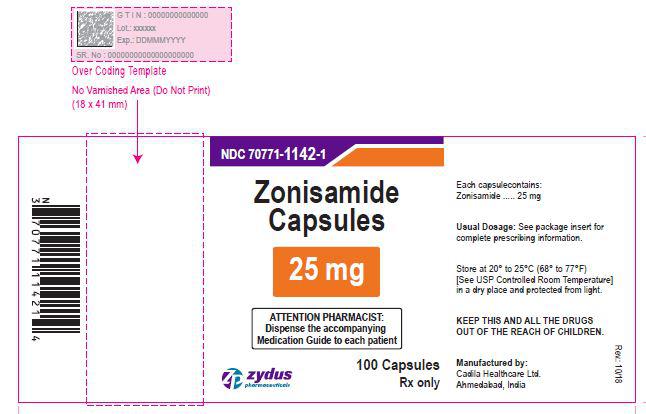 G T I N : 00000000000000
Lot.: xxxxxx
Exp.: DDMMMYYYY
SR. No : 00000000000000000000
Over Coding Template
No Varnished Area (Do Not Print)
(18 x 41 mm)
N
3 70771 11421 4
NDC 70771-1142-1
Zonisamide
Capsules
25 mg
ATTENTION PHARMACIST:
Dispense the accompanying
Medication Guide to each patient
zydus
pharmaceuticals
100 Capsules
Rx only
Each capsulecontains:
Zonisamide ..... 25 mg
Usual Dosage: See package insert for
complete prescribing information.
Store at 20° to 25°C (68° to 77°F)
[See USP Controlled Room Temperature]
in a dry place and protected from light.
KEEP THIS AND ALL THE DRUGS
OUT OF THE REACH OF CHILDREN.
Manufactured by:
Cadila Healthcare Ltd.
Ahmedabad, India
Rev.: 10/18